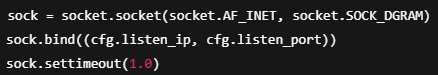 sock = socket.socket(socket.AF_INET, socket.SOCK_DGRAM)
sock.bind((cfg.listen_ip, cfg.listen_port))
sock.settimeout(1.0)